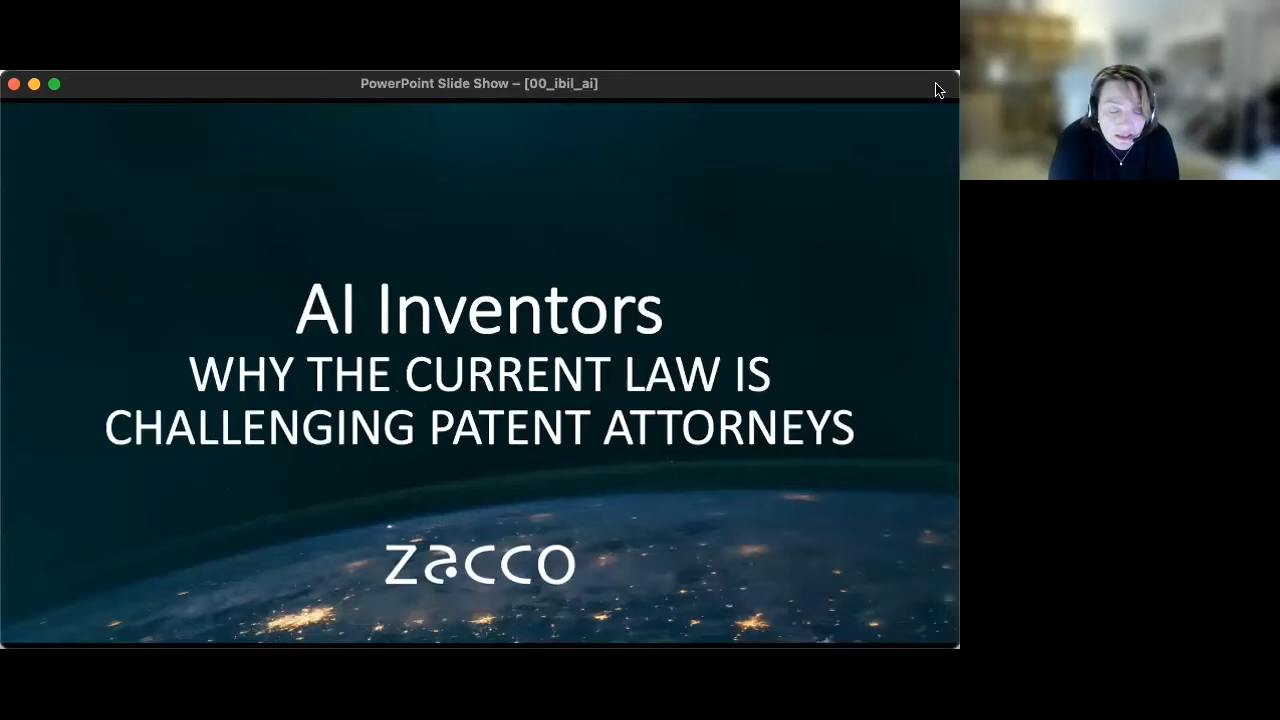 PowerPoint Slide Show – [00_ibil_ai]
AI Inventors
WHY THE CURRENT LAW IS
CHALLENGING PATENT ATTORNEYS
zacco